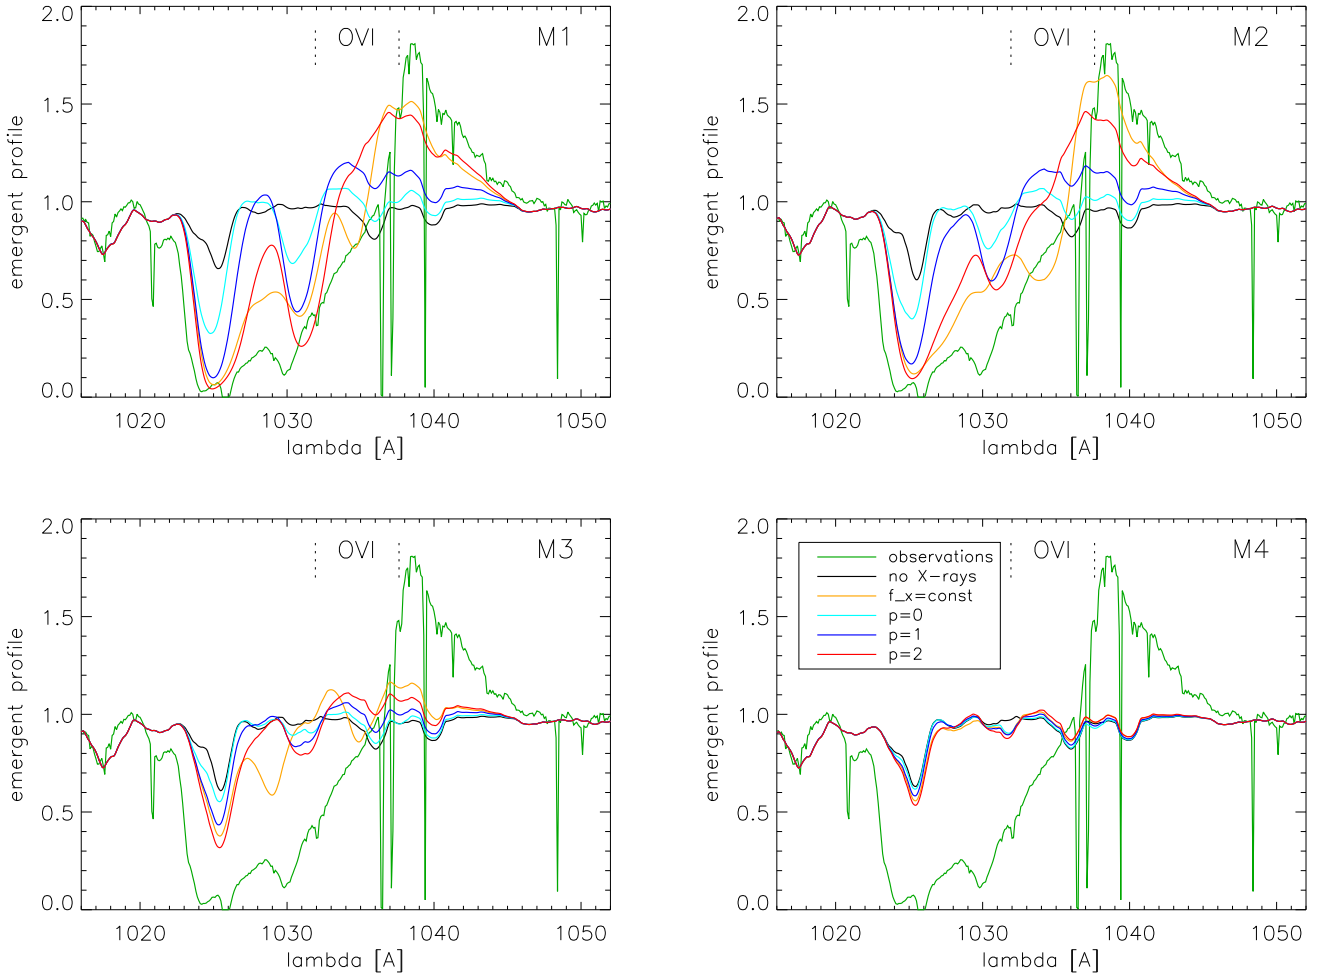 2.0
OVI
M1
1.5
1.0
0.5
0.0
emergent profile
1020
1030
1040
1050
lambda [A]
2.0
OVI
M2
1.5
1.0
0.5
0.0
emergent profile
1020
1030
1040
1050
lambda [A]
2.0
OVI
M3
1.5
1.0
0.5
0.0
emergent profile
1020
1030
1040
1050
lambda [A]
2.0
OVI
M4
observations
no X-rays
f_x=const
p=0
p=1
p=2
1.5
1.0
0.5
0.0
emergent profile
1020
1030
1040
1050
lambda [A]